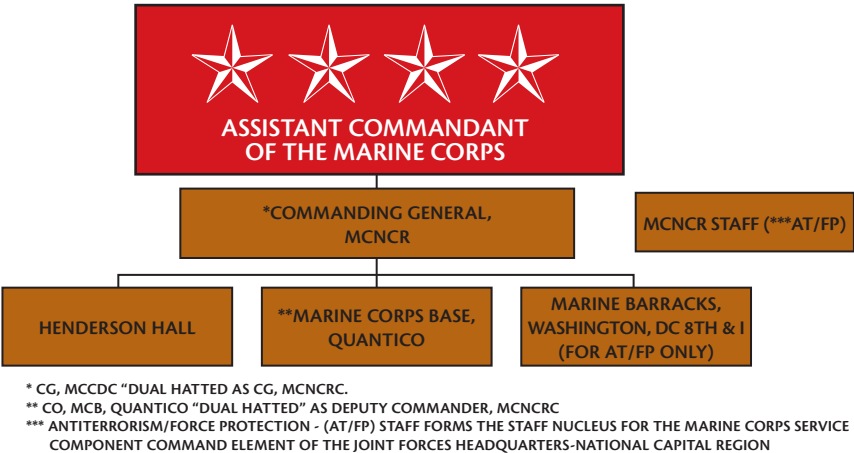 ASSISTANT COMMANDANT
OF THE MARINE CORPS
*COMMANDING GENERAL,
MCNCR
MCNCR STAFF (***AT/FP)
HENDERSON HALL
**MARINE CORPS BASE,
QUANTICO
MARINE BARRACKS,
WASHINGTON, DC 8TH & I
(FOR AT/FP ONLY)
* CG, MCCDC “DUAL HATTED AS CG, MCNCRC.
** CO, MCB, QUANTICO “DUAL HATTED” AS DEPUTY COMMANDER, MCNCRC
*** ANTITERRORISM/FORCE PROTECTION - (AT/FP) STAFF FORMS THE STAFF NUCLEUS FOR THE MARINE CORPS SERVICE
COMPONENT COMMAND ELEMENT OF THE JOINT FORCES HEADQUARTERS-NATIONAL CAPITAL REGION